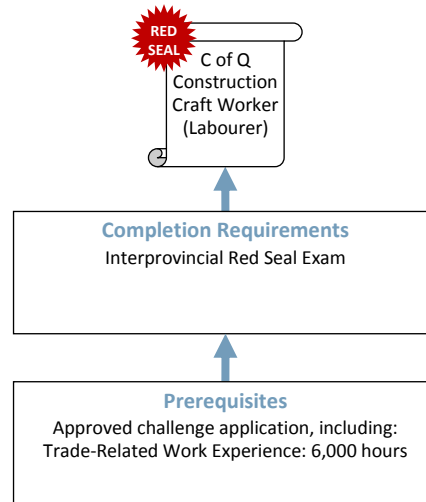 RED
SEAL
C of Q
Construction
Craft Worker
(Labourer)
Completion Requirements
Interprovincial Red Seal Exam
Prerequisites
Approved challenge application, including:
Trade-Related Work Experience: 6,000 hours